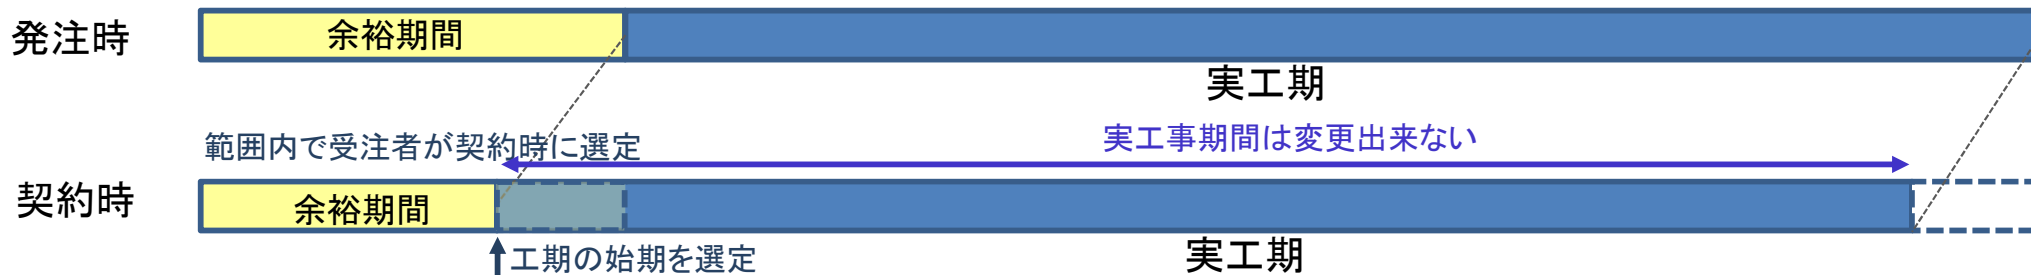 発注時
余裕期間
実工期
範囲内で受注者が契約時に選定
実工事期間は変更出来ない
契約時
余裕期間
工期の始期を選定
実工期